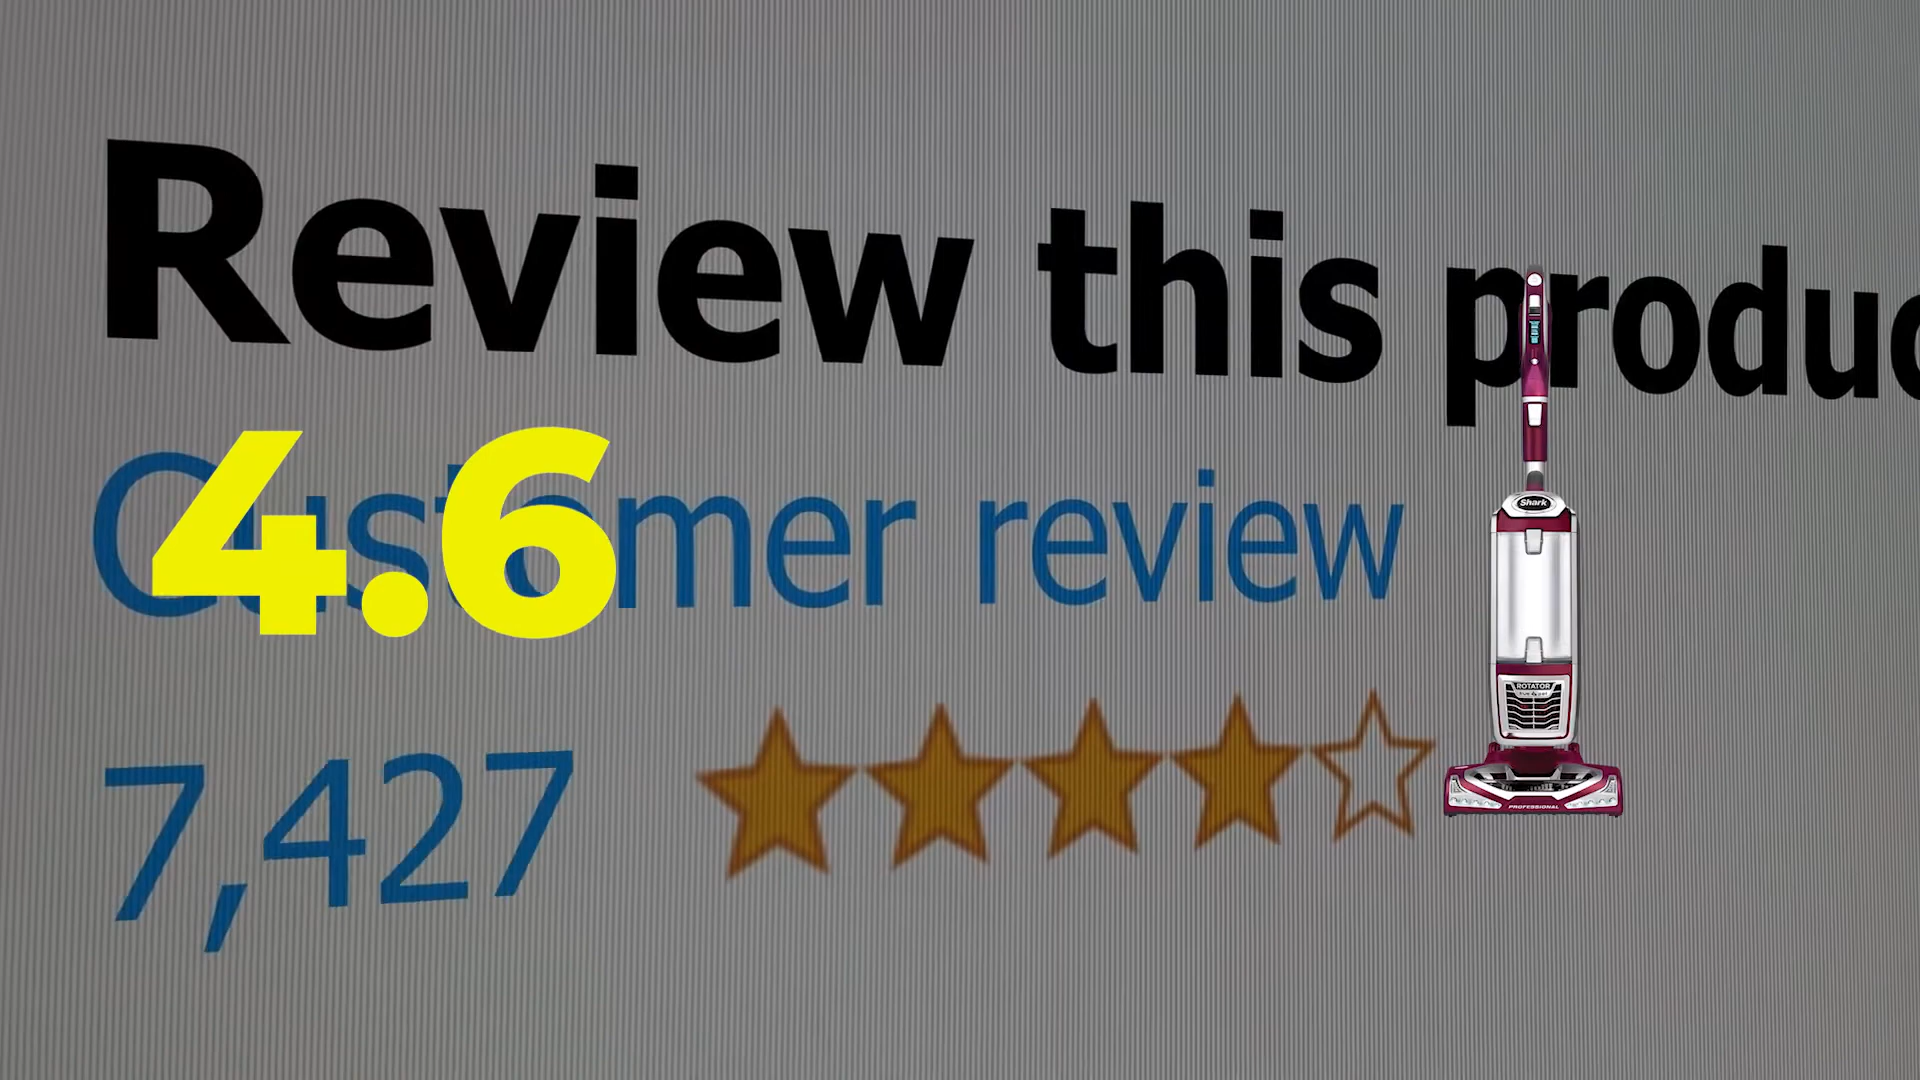 Review this produc
Customer review
4.6
7,427
Shark
ROTATOR
PROFESSIONAL